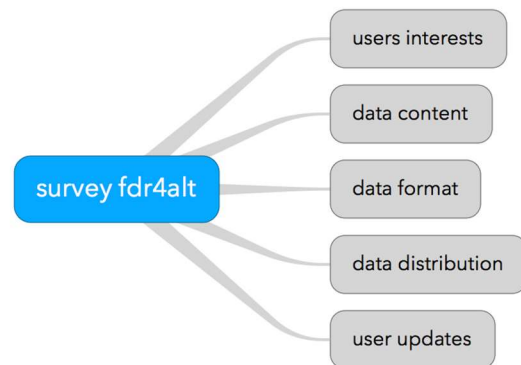 users interests
data content
survey fdr4alt
data format
data distribution
user updates